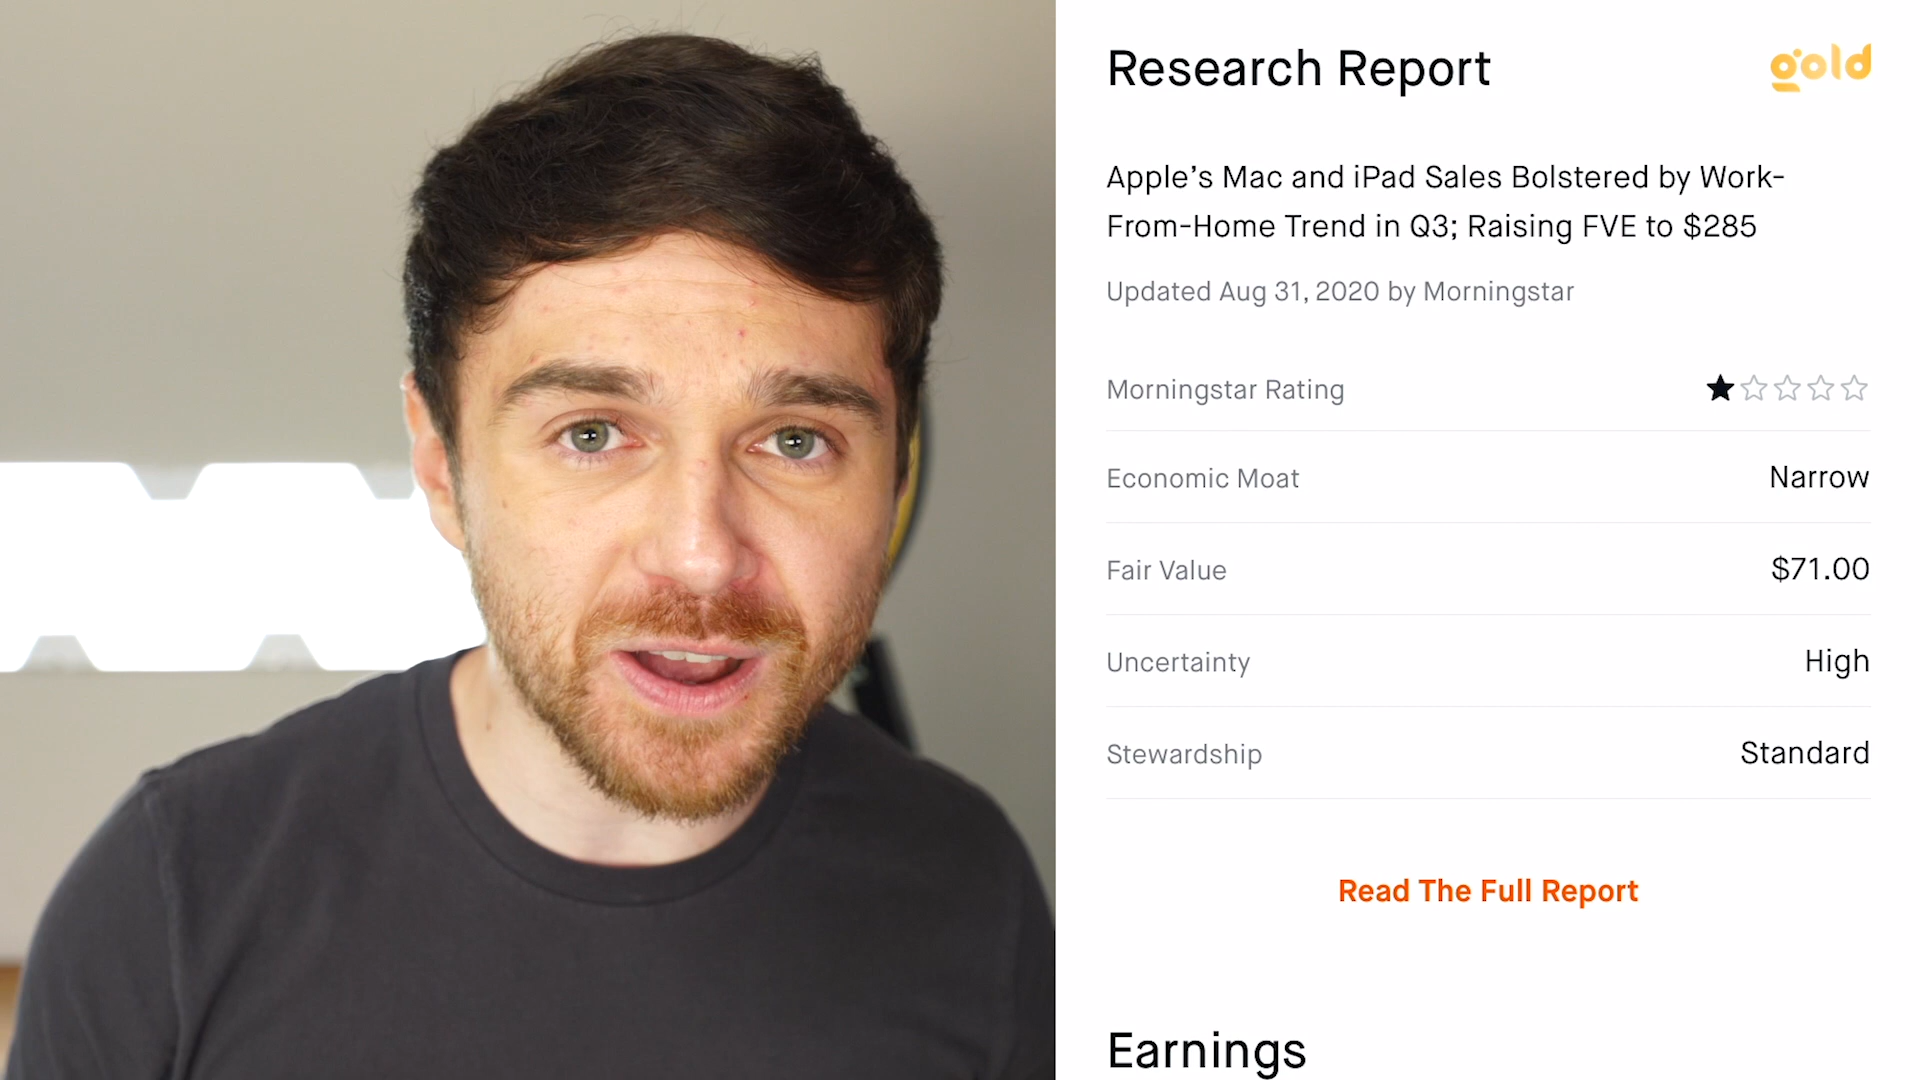 Research Report
gold
Apple’s Mac and iPad Sales Bolstered by Work-
From-Home Trend in Q3; Raising FVE to $285
Updated Aug 31, 2020 by Morningstar
Morningstar Rating
Economic Moat Narrow
Fair Value $71.00
Uncertainty High
Stewardship Standard
Read The Full Report
Earnings